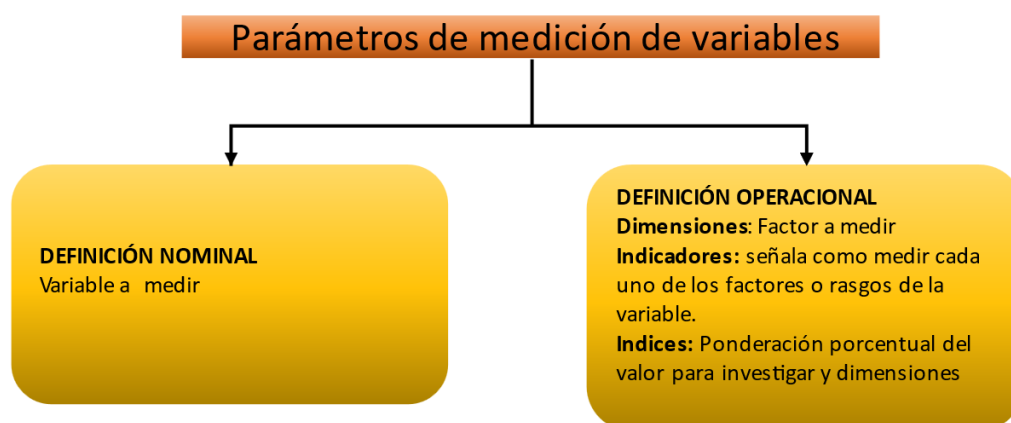 Parámetros de medición de variables
DEFINICIÓN NOMINAL
Variable a medir
DEFINICIÓN OPERACIONAL
Dimensiones: Factor a medir
Indicadores: señala como medir cada
uno de los factores o rasgos de la
variable.
Indices: Ponderación porcentual del
valor para investigar y dimensiones